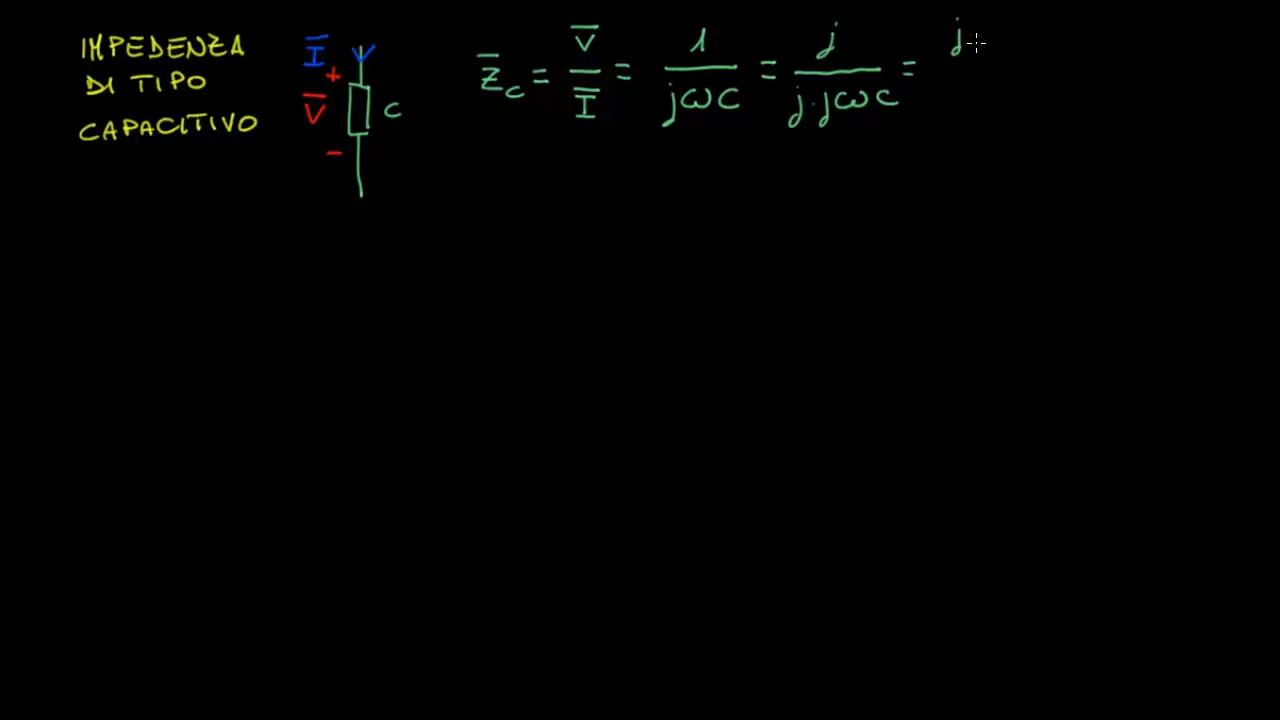 IMPEDENZA
DI TIPO
CAPACITIVO
I̅
+
V̅
−
C
Z̅c = V̅/I̅ = 1/jωC = j/j·jωC = j